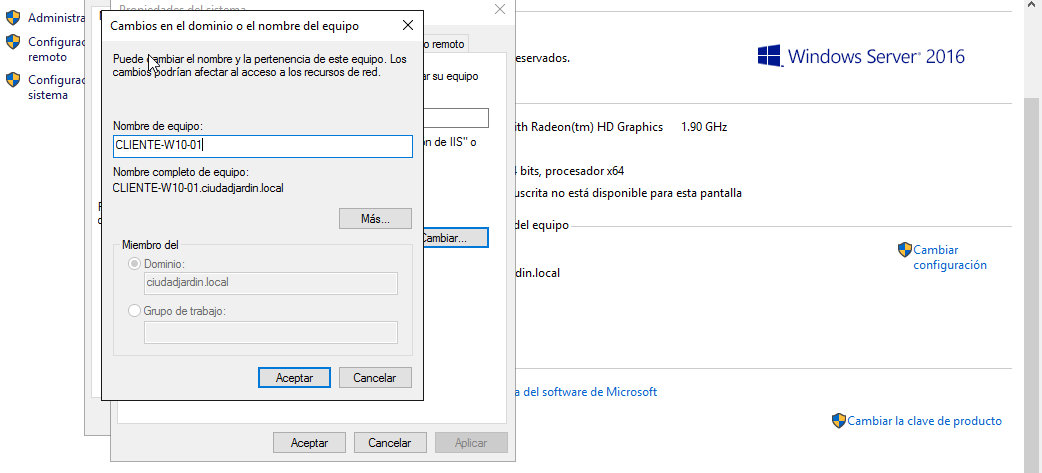 Administra
Configurac
remoto
Configurac
sistema
Propiedades del sistema
Cambios en el dominio o el nombre del equipo
Puede cambiar el nombre y la pertenencia de este equipo. Los
cambios podrían afectar al acceso a los recursos de red.
Nombre de equipo:
CLIENTE-W10-01
Nombre completo de equipo:
CLIENTE-W10-01.ciudadjardin.local
Más...
Miembro del
Dominio:
ciudadjardin.local
Grupo de trabajo:
Aceptar
Cancelar
o remoto
ar su equipo
ón de IIS" o
Cambiar...
Aceptar
Cancelar
Aplicar
eservados.
Windows Server 2016
ith Radeon(tm) HD Graphics 1.90 GHz
bits, procesador x64
uscrita no está disponible para esta pantalla
del equipo
rdin.local
Cambiar
configuración
a del software de Microsoft
Cambiar la clave de producto